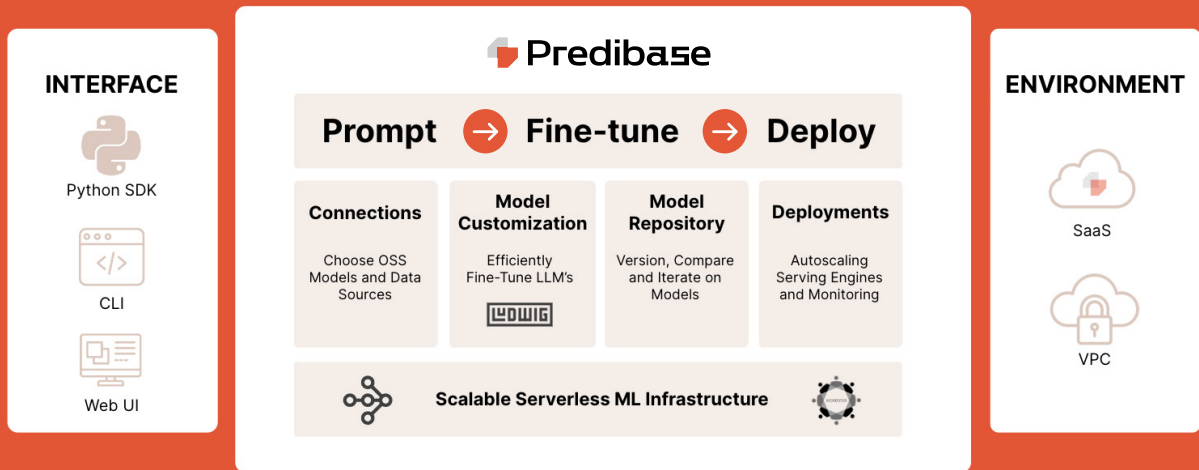 INTERFACE
Python SDK
</>
CLI
Web UI
Predibase
Prompt → Fine-tune → Deploy
Connections
Choose OSS
Models and Data
Sources
Model
Customization
Efficiently
Fine-Tune LLM’s
LUDWIG
Model
Repository
Version, Compare
and Iterate on
Models
Deployments
Autoscaling
Serving Engines
and Monitoring
Scalable Serverless ML Infrastructure
ENVIRONMENT
SaaS
VPC